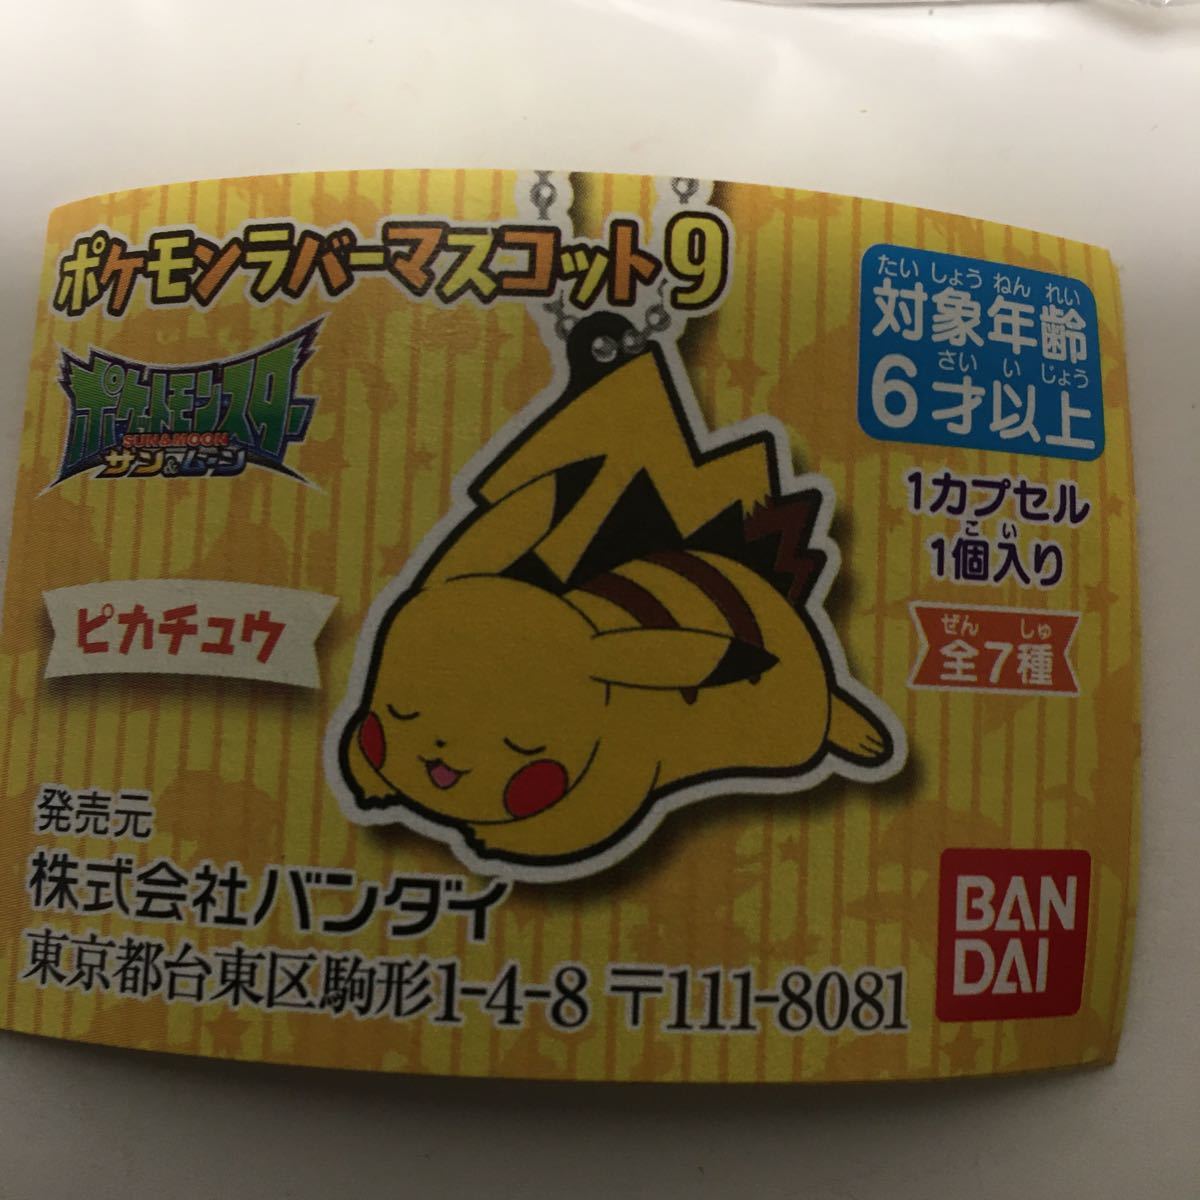 ポケモンラバーマスコット9
たいしょうねんれい
対象年齢
さいいじょう
6才以上
ポケットモンスター
SUN&MOON
サン&ムーン
1カプセル
こい
1個入り
ぜんしゅ
全7種
ピカチュウ
発売元
株式会社バンダイ
東京都台東区駒形1-4-8 〒111-8081
BAN
DAI